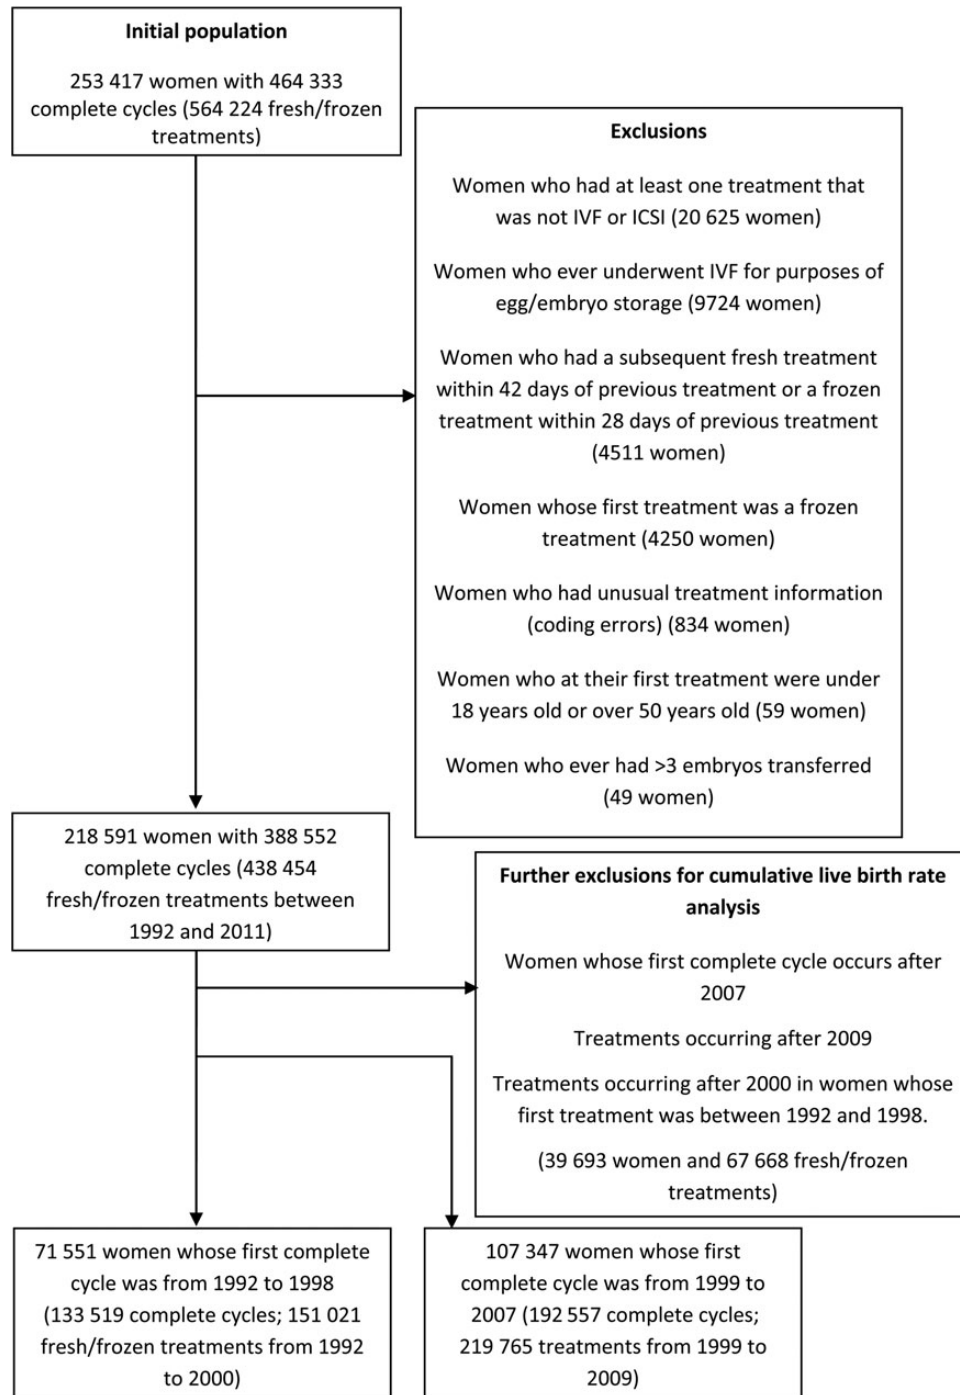 Initial population
253 417 women with 464 333
complete cycles (564 224 fresh/frozen
treatments)
Exclusions
Women who had at least one treatment that
was not IVF or ICSI (20 625 women)
Women who ever underwent IVF for purposes of
egg/embryo storage (9724 women)
Women who had a subsequent fresh treatment
within 42 days of previous treatment or a frozen
treatment within 28 days of previous treatment
(4511 women)
Women whose first treatment was a frozen
treatment (4250 women)
Women who had unusual treatment information
(coding errors) (834 women)
Women who at their first treatment were under
18 years old or over 50 years old (59 women)
Women who ever had >3 embryos transferred
(49 women)
218 591 women with 388 552
complete cycles (438 454
fresh/frozen treatments between
1992 and 2011)
Further exclusions for cumulative live birth rate
analysis
Women whose first complete cycle occurs after
2007
Treatments occurring after 2009
Treatments occurring after 2000 in women whose
first treatment was between 1992 and 1998.
(39 693 women and 67 668 fresh/frozen
treatments)
71 551 women whose first complete
cycle was from 1992 to 1998
(133 519 complete cycles; 151 021
fresh/frozen treatments from 1992
to 2000)
107 347 women whose first
complete cycle was from 1999 to
2007 (192 557 complete cycles;
219 765 treatments from 1999 to
2009)